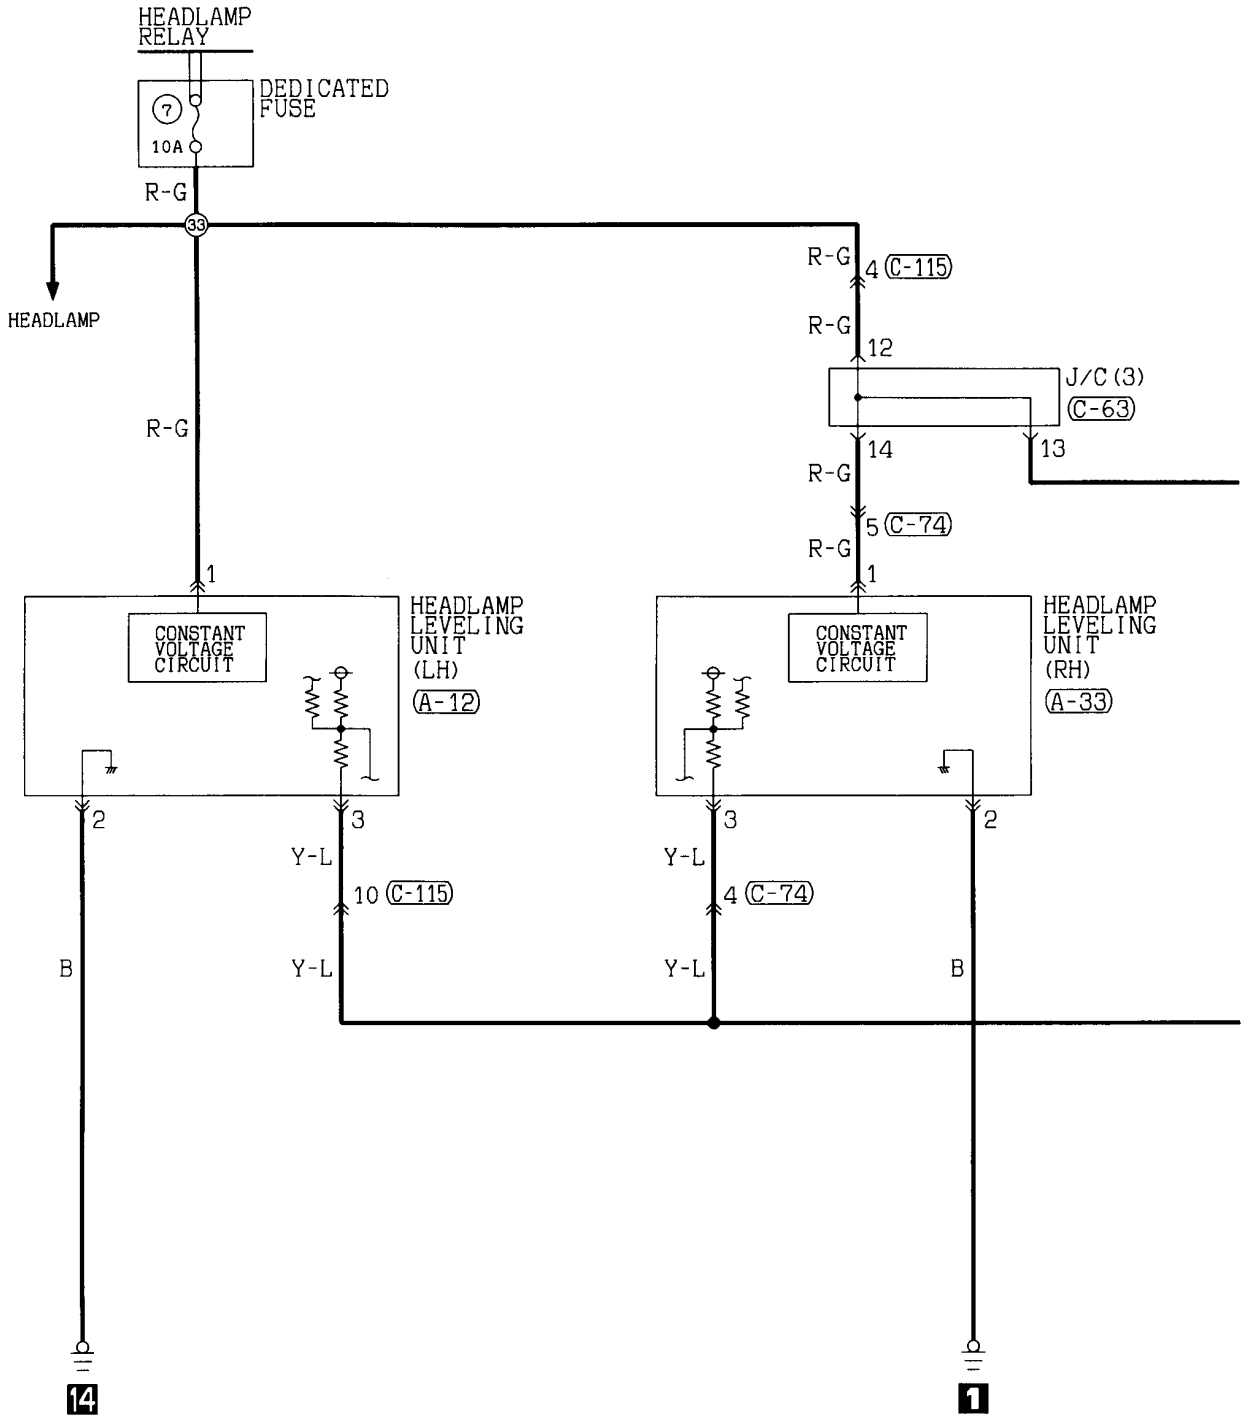 HEADLAMP
RELAY
DEDICATED
FUSE
7
10A
R-G
33
R-G
4 C-115
HEADLAMP
R-G
12
J/C(3)
C-63
R-G
14
13
R-G
5 C-74
R-G
1
1
HEADLAMP
LEVELING
UNIT
(LH)
A-12
CONSTANT
VOLTAGE
CIRCUIT
HEADLAMP
LEVELING
UNIT
(RH)
A-33
CONSTANT
VOLTAGE
CIRCUIT
2
3
3
2
Y-L
Y-L
10 C-115
4 C-74
B
Y-L
Y-L
B
14
1